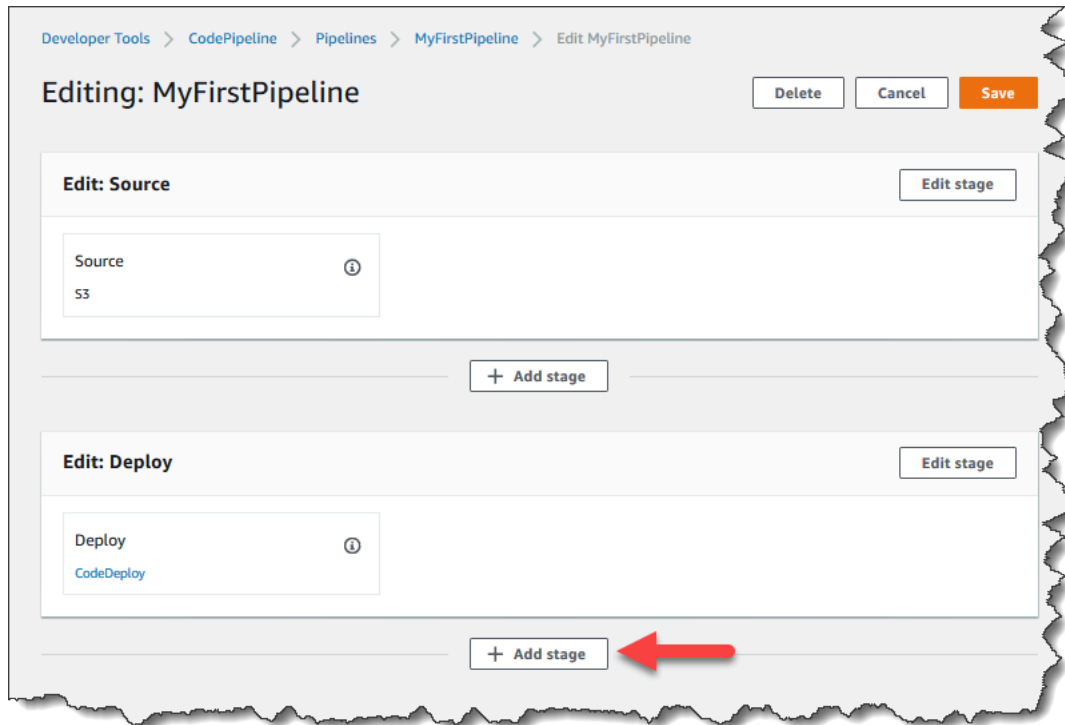 Developer Tools > CodePipeline > Pipelines > MyFirstPipeline > Edit MyFirstPipeline
Editing: MyFirstPipeline Delete Cancel Save
Edit: Source Edit stage
Source
S3
+ Add stage
Edit: Deploy Edit stage
Deploy
CodeDeploy
+ Add stage